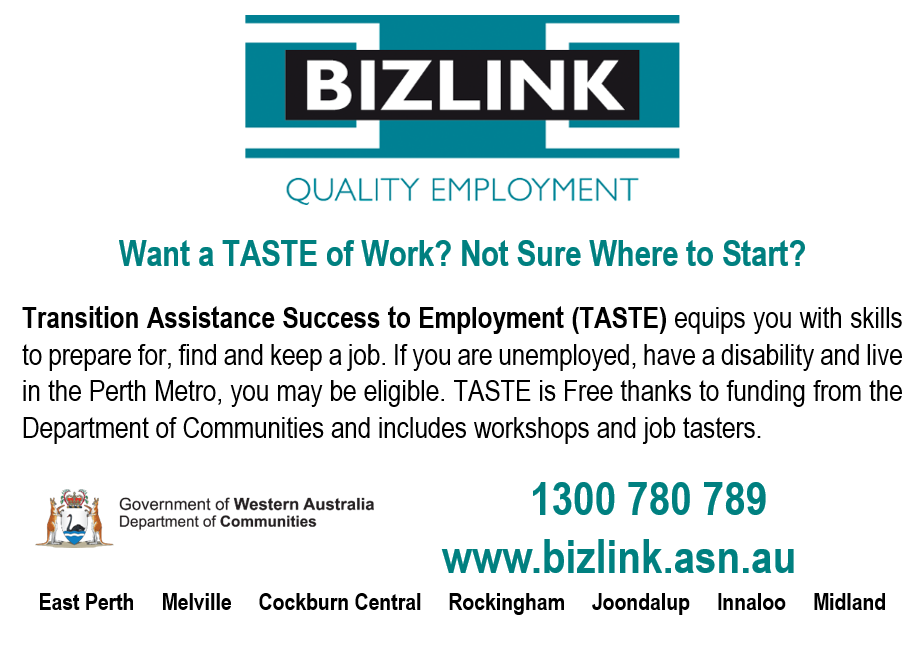 BIZLINK
QUALITY EMPLOYMENT
Want a TASTE of Work? Not Sure Where to Start?
Transition Assistance Success to Employment (TASTE) equips you with skills
to prepare for, find and keep a job. If you are unemployed, have a disability and live
in the Perth Metro, you may be eligible. TASTE is Free thanks to funding from the
Department of Communities and includes workshops and job tasters.
Government of Western Australia
Department of Communities
1300 780 789
www.bizlink.asn.au
East Perth Melville Cockburn Central Rockingham Joondalup Innaloo Midland